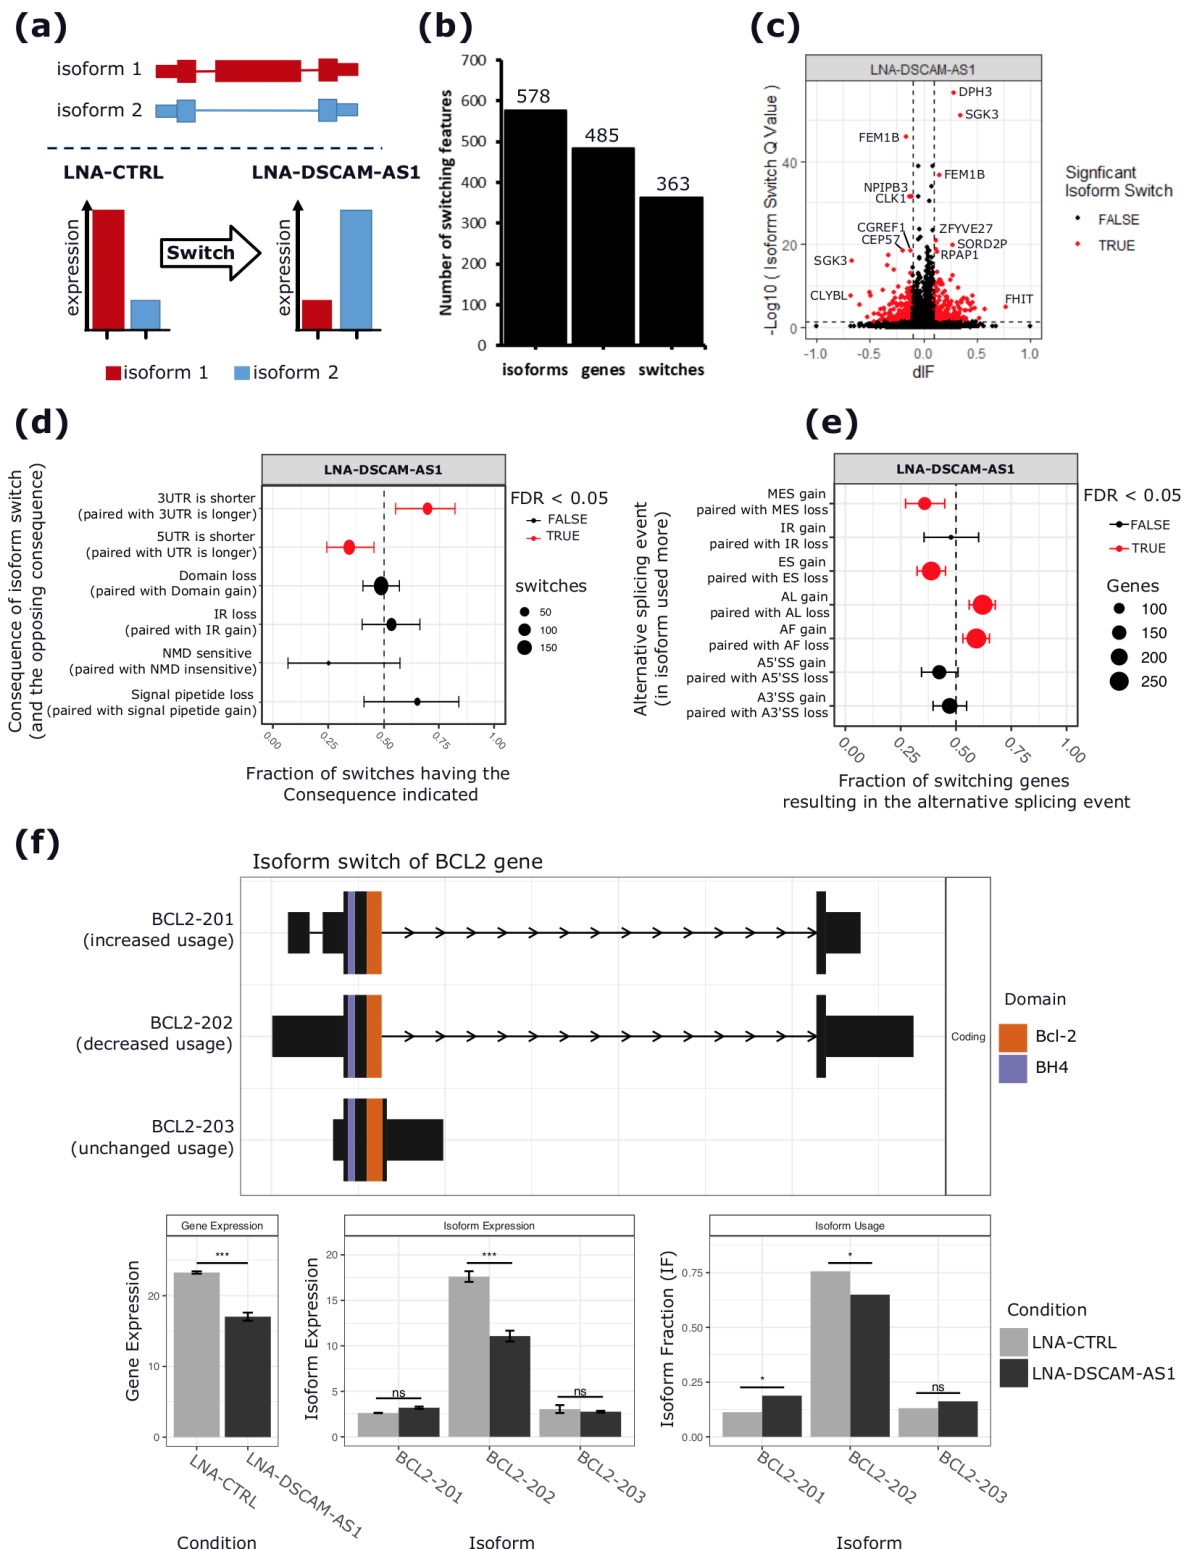 (a)
isoform 1
isoform 2
LNA-CTRL
LNA-DSCAM-AS1
expression
Switch
expression
isoform 1
isoform 2
(b)
Number of switching features
700
600
500
400
300
200
100
0
578
485
363
isoforms genes switches
(c)
LNA-DSCAM-AS1
-Log10 ( Isoform Switch Q Value )
40
20
0
DPH3
SGK3
FEM1B
FEM1B
NPIPB3
CLK1
CGREF1
CEP57
ZFYVE27
SORD2P
RPAP1
SGK3
CLYBL
FHIT
-1.0 -0.5 0.0 0.5 1.0
dIF
Signficant
Isoform Switch
FALSE
TRUE
(d)
Consequence of isoform switch
(and the opposing consequence)
LNA-DSCAM-AS1
3UTR is shorter
(paired with 3UTR is longer)
5UTR is shorter
(paired with UTR is longer)
Domain loss
(paired with Domain gain)
IR loss
(paired with IR gain)
NMD sensitive
(paired with NMD insensitive)
Signal pipetide loss
(paired with signal pipetide gain)
0.00 0.25 0.50 0.75 1.00
Fraction of switches having the
Consequence indicated
FDR < 0.05
FALSE
TRUE
switches
50
100
150
(e)
Alternative splicing event
(in isoform used more)
LNA-DSCAM-AS1
MES gain
paired with MES loss
IR gain
paired with IR loss
ES gain
paired with ES loss
AL gain
paired with AL loss
AF gain
paired with AF loss
A5'SS gain
paired with A5'SS loss
A3'SS gain
paired with A3'SS loss
0.00 0.25 0.50 0.75 1.00
Fraction of switching genes
resulting in the alternative splicing event
FDR < 0.05
FALSE
TRUE
Genes
100
150
200
250
(f)
Isoform switch of BCL2 gene
BCL2-201
(increased usage)
BCL2-202
(decreased usage)
BCL2-203
(unchanged usage)
Coding
Domain
Bcl-2
BH4
Gene Expression
Gene Expression
20
10
0
***
LNA-CTRL
LNA-DSCAM-AS1
Condition
Isoform Expression
Isoform Expression
20
15
10
5
0
ns
***
ns
BCL2-201
BCL2-202
BCL2-203
Isoform
Isoform Usage
Isoform Fraction (IF)
0.75
0.50
0.25
0.00
*
*
ns
BCL2-201
BCL2-202
BCL2-203
Isoform
Condition
LNA-CTRL
LNA-DSCAM-AS1